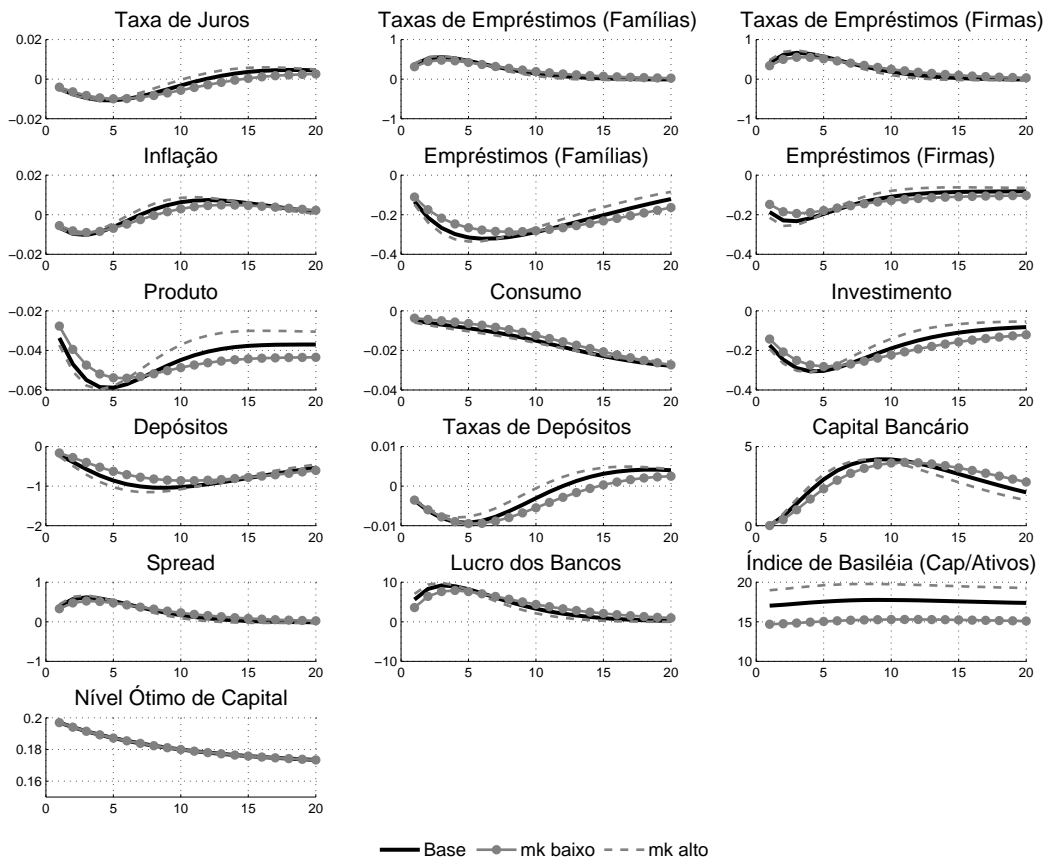 Taxa de Juros
Taxas de Empréstimos (Famílias)
Taxas de Empréstimos (Firmas)
0.02
0
−0.02
0 5 10 15 20
1
0
−1
0 5 10 15 20
1
0
−1
0 5 10 15 20
Inflação
Empréstimos (Famílias)
Empréstimos (Firmas)
0.02
0
−0.02
0 5 10 15 20
0
−0.2
−0.4
0 5 10 15 20
0
−0.2
−0.4
0 5 10 15 20
Produto
Consumo
Investimento
−0.02
−0.04
−0.06
0 5 10 15 20
0
−0.02
−0.04
0 5 10 15 20
0
−0.2
−0.4
0 5 10 15 20
Depósitos
Taxas de Depósitos
Capital Bancário
0
−1
−2
0 5 10 15 20
0.01
0
−0.01
0 5 10 15 20
5
0
0 5 10 15 20
Spread
Lucro dos Bancos
Índice de Basiléia (Cap/Ativos)
1
0
−1
0 5 10 15 20
10
0
−10
0 5 10 15 20
20
15
10
0 5 10 15 20
Nível Ótimo de Capital
0.2
0.18
0.16
0 5 10 15 20
Base mk baixo mk alto